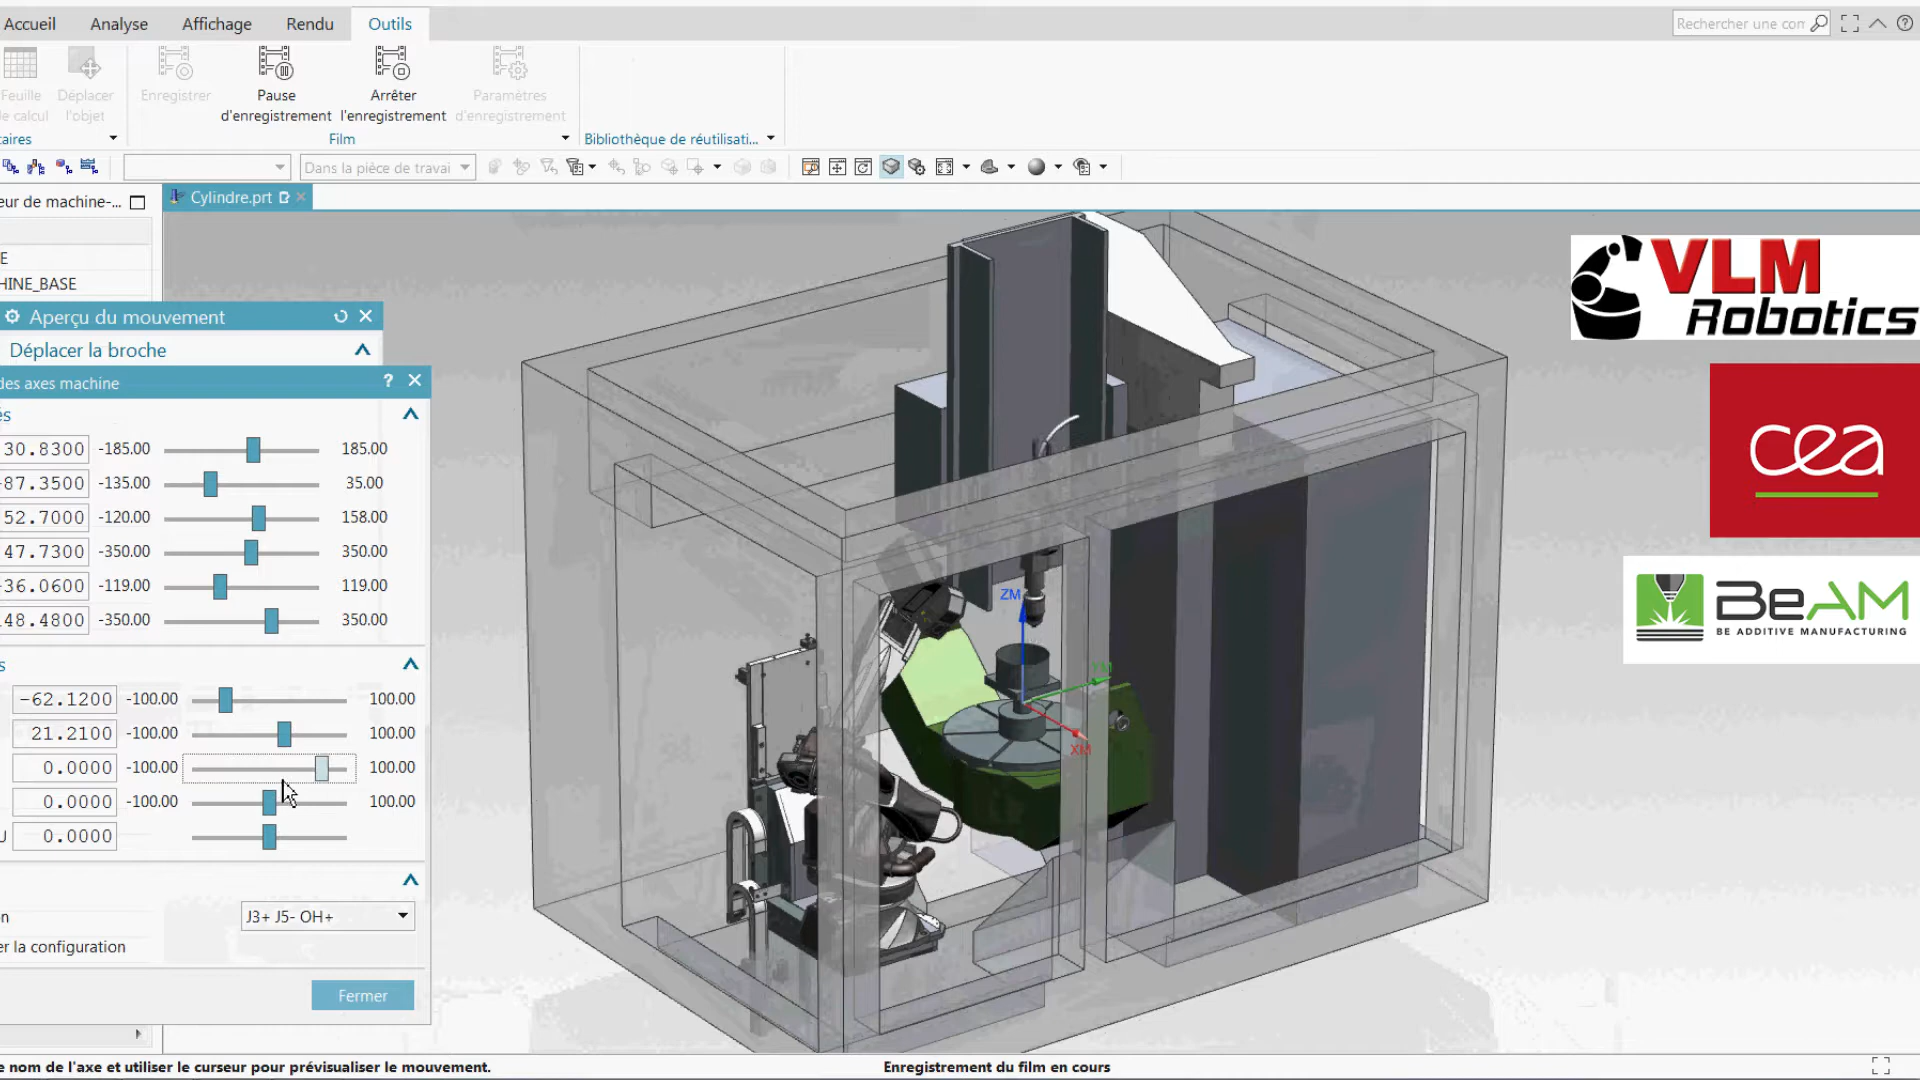 Accueil Analyse Affichage Rendu Outils
Rechercher une com
Feuille
de calcul
Déplacer
l'objet
Enregistrer
Pause
d'enregistrement
Arrêter
l'enregistrement
Paramètres
d'enregistrement
aires
Film
Bibliothèque de réutilisati...
Dans la pièce de travai
eur de machine-...
Cylindre.prt
E
HINE_BASE
Aperçu du mouvement
Déplacer la broche
des axes machine
?
és
30.8300 -185.00 185.00
-87.3500 -135.00 35.00
52.7000 -120.00 158.00
47.7300 -350.00 350.00
-36.0600 -119.00 119.00
48.4800 -350.00 350.00
s
-62.1200 -100.00 100.00
21.2100 -100.00 100.00
0.0000 -100.00 100.00
0.0000 -100.00 100.00
U 0.0000
on
J3+ J5- OH+
er la configuration
Fermer
ZM
YM
XM
VLM
Robotics
cea
BeAM
BE ADDITIVE MANUFACTURING
e nom de l'axe et utiliser le curseur pour prévisualiser le mouvement.
Enregistrement du film en cours